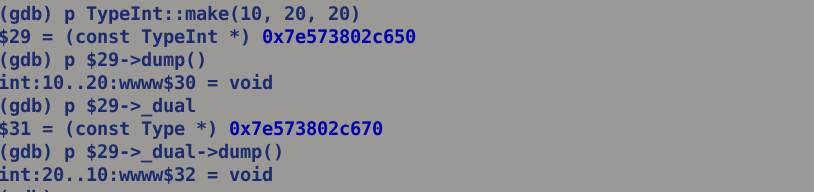 (gdb) p TypeInt::make(10, 20, 20)
$29 = (const TypeInt *) 0x7e573802c650
(gdb) p $29->dump()
int:10..20:wwww$30 = void
(gdb) p $29->_dual
$31 = (const Type *) 0x7e573802c670
(gdb) p $29->_dual->dump()
int:20..10:wwww$32 = void